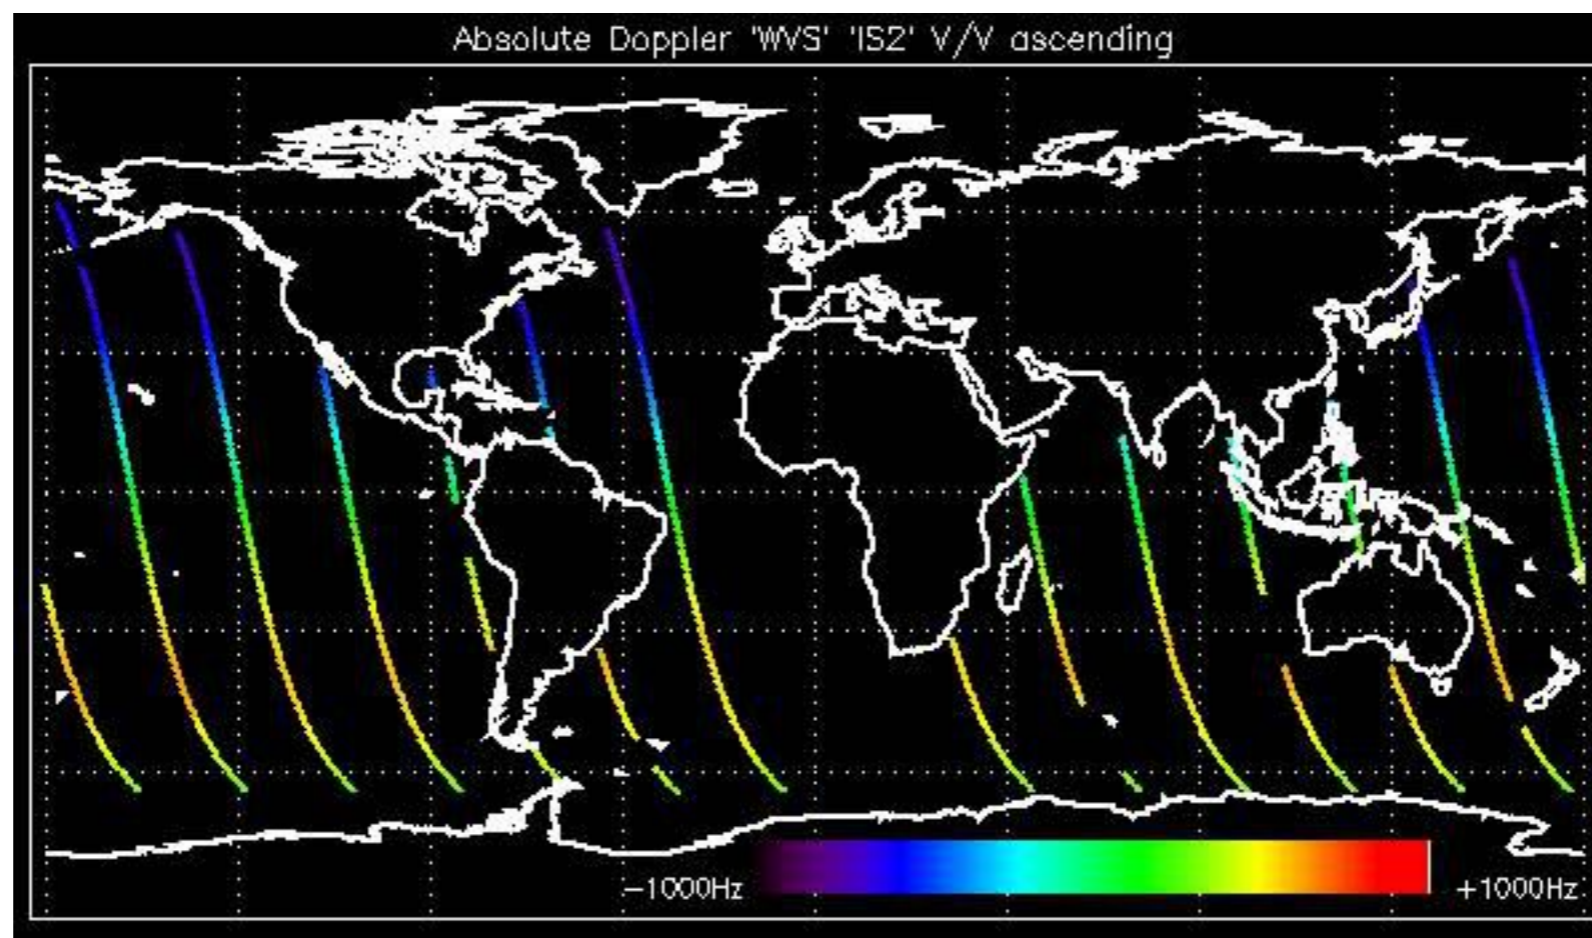 Absolute Doppler 'WVS' 'IS2' V/V ascending
−1000Hz
+1000Hz